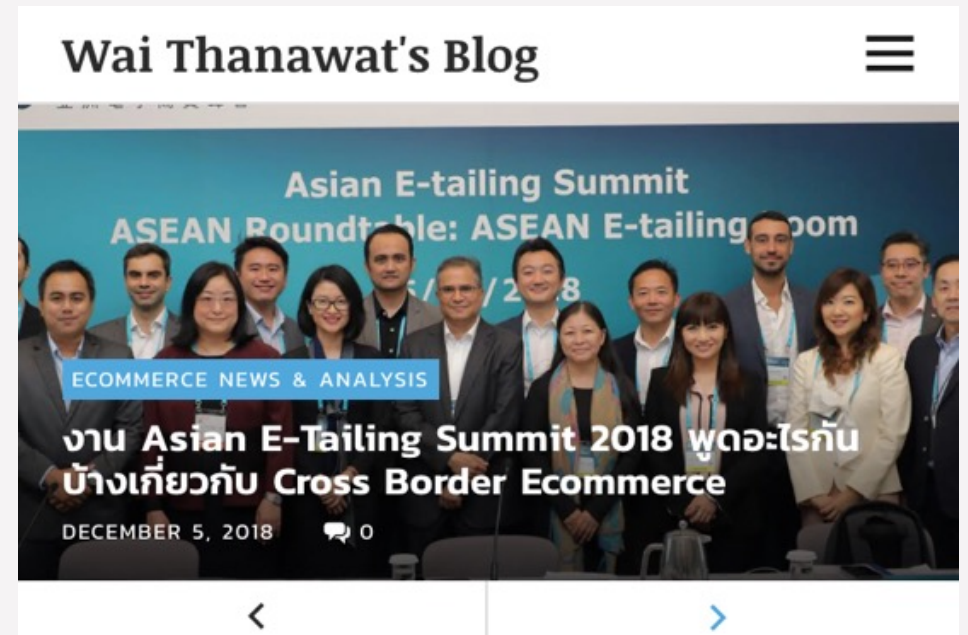 Wai Thanawat's Blog
Asian E-tailing Summit
ASEAN Roundtable: ASEAN E-tailing
ECOMMERCE NEWS & ANALYSIS
งาน Asian E-Tailing Summit 2018 พูดอะไรกัน
บ้างเกี่ยวกับ Cross Border Ecommerce
DECEMBER 5, 2018 0